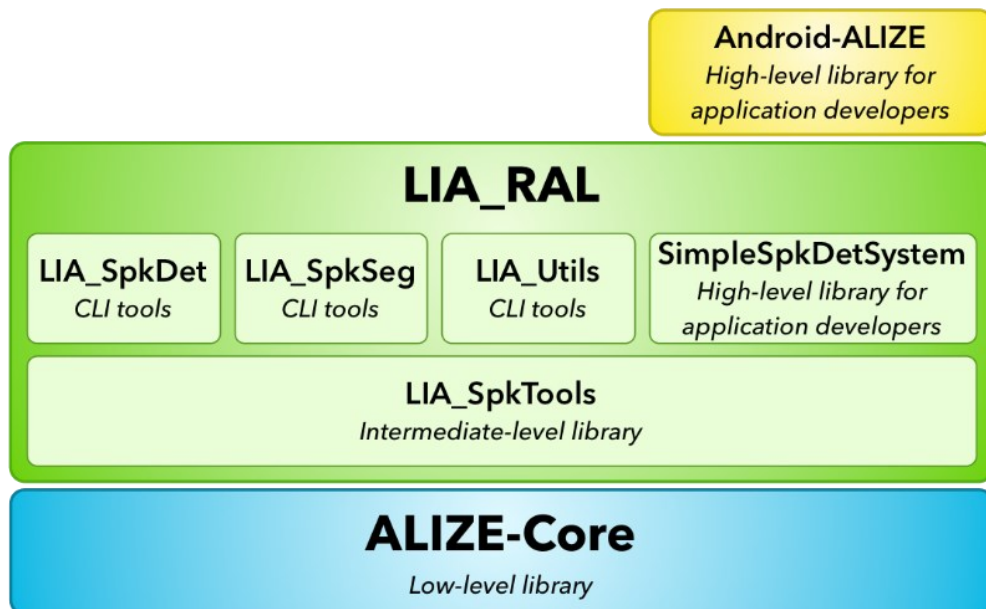 Android-ALIZE
High-level library for
application developers
LIA_RAL
LIA_SpkDet
CLI tools
LIA_SpkSeg
CLI tools
LIA_Utils
CLI tools
SimpleSpkDetSystem
High-level library for
application developers
LIA_SpkTools
Intermediate-level library
ALIZE-Core
Low-level library